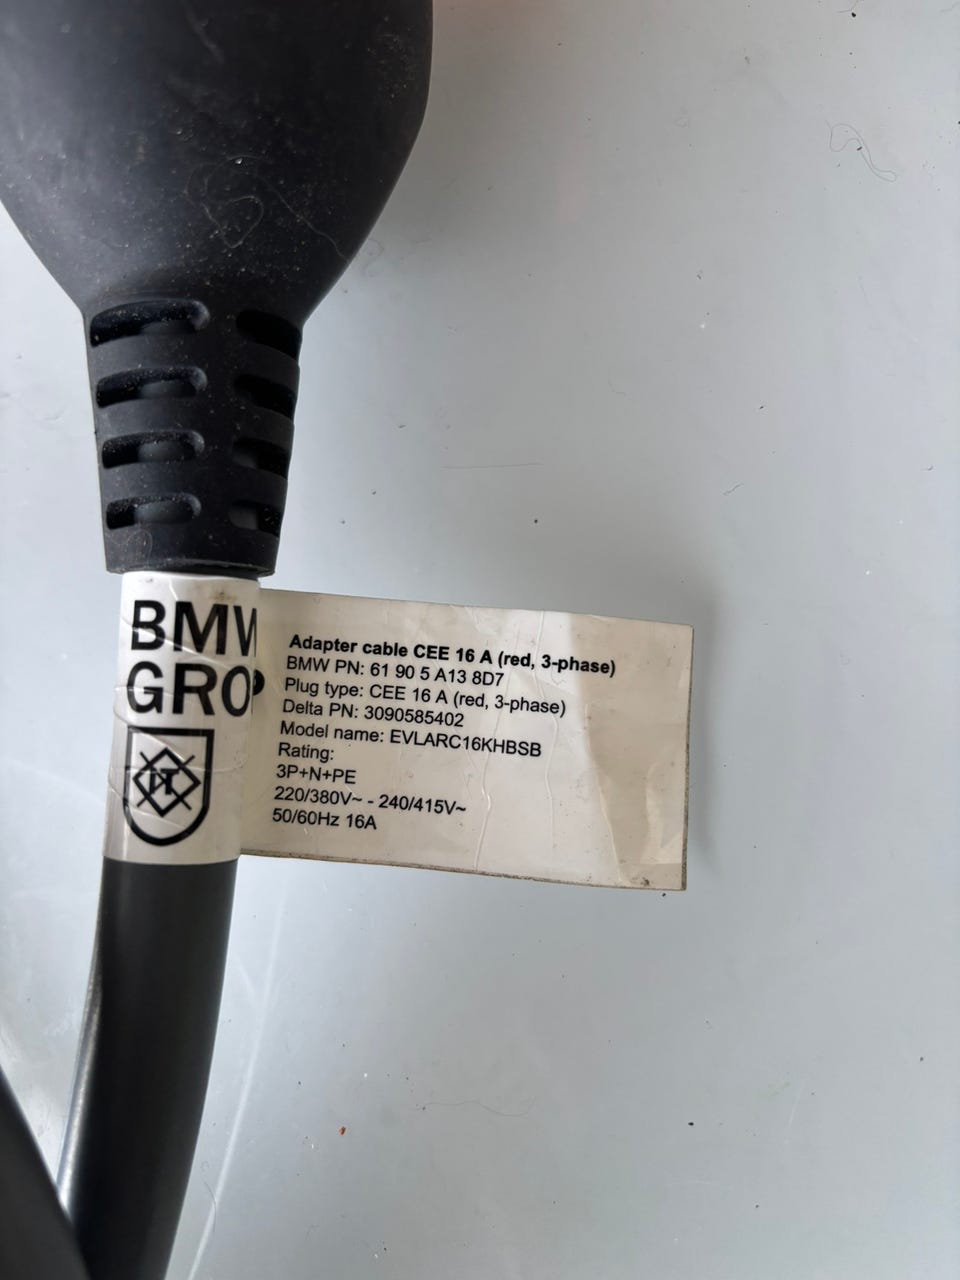 BMW
GROUP
Adapter cable CEE 16 A (red, 3-phase)
BMW PN: 61 90 5 A13 8D7
Plug type: CEE 16 A (red, 3-phase)
Delta PN: 3090585402
Model name: EVLARC16KHBSB
Rating:
3P+N+PE
220/380V~ - 240/415V~
50/60Hz 16A